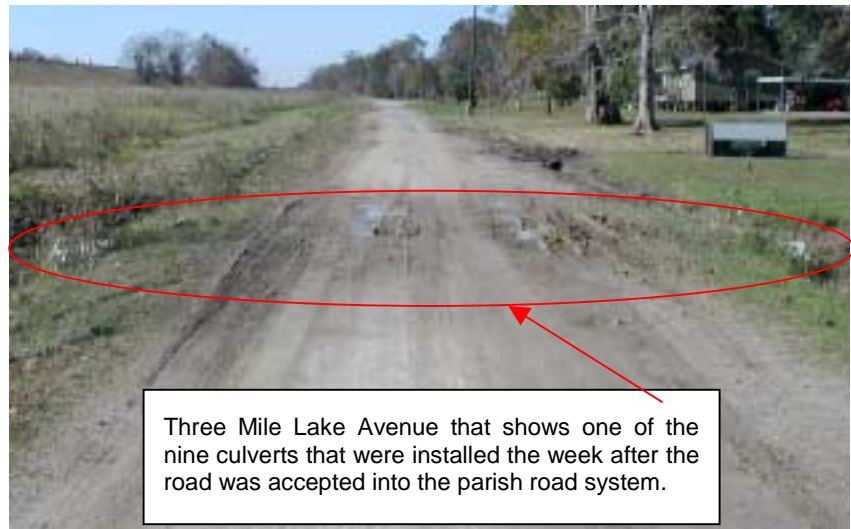 Three Mile Lake Avenue that shows one of the
nine culverts that were installed the week after the
road was accepted into the parish road system.